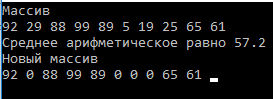 Массив
92 29 88 99 89 5 19 25 65 61
Среднее арифметическое равно 57.2
Новый массив
92 0 88 99 89 0 0 0 65 61